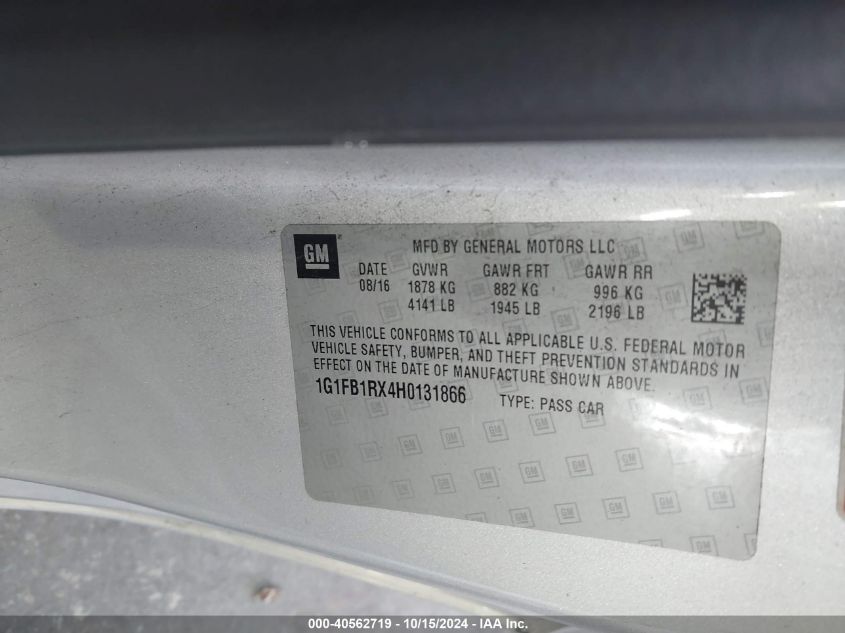 GM
MFD BY GENERAL MOTORS LLC
DATE GVWR GAWR FRT GAWR RR
08/16 1878 KG 882 KG 996 KG
4141 LB 1945 LB 2196 LB
THIS VEHICLE CONFORMS TO ALL APPLICABLE U.S. FEDERAL MOTOR
VEHICLE SAFETY, BUMPER, AND THEFT PREVENTION STANDARDS IN
EFFECT ON THE DATE OF MANUFACTURE SHOWN ABOVE.
1G1FB1RX4H0131866 TYPE: PASS CAR
000-40562719 - 10/15/2024 - IAA Inc.